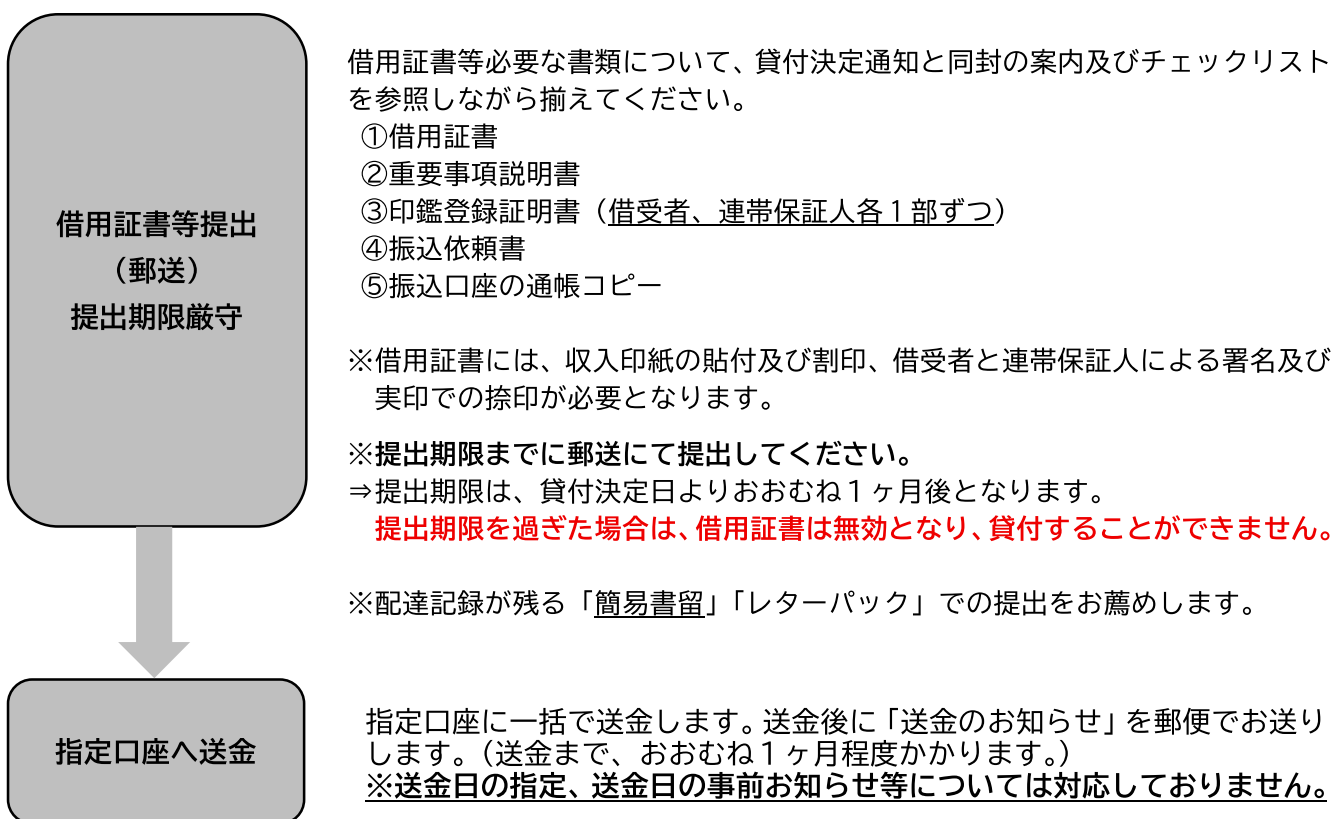 借用証書等提出
（郵送）
提出期限厳守
借用証書等必要な書類について、貸付決定通知と同封の案内及びチェックリスト
を参照しながら揃えてください。
①借用証書
②重要事項説明書
③印鑑登録証明書（借受者、連帯保証人各１部ずつ）
④振込依頼書
⑤振込口座の通帳コピー
※借用証書には、収入印紙の貼付及び割印、借受者と連帯保証人による署名及び
実印での捺印が必要となります。
※提出期限までに郵送にて提出してください。
⇒提出期限は、貸付決定日よりおおむね１ヶ月後となります。
提出期限を過ぎた場合は、借用証書は無効となり、貸付することができません。
※配達記録が残る「簡易書留」「レターパック」での提出をお薦めします。
指定口座へ送金
指定口座に一括で送金します。送金後に「送金のお知らせ」を郵便でお送り
します。（送金まで、おおむね１ヶ月程度かかります。）
※送金日の指定、送金日の事前お知らせ等については対応しておりません。